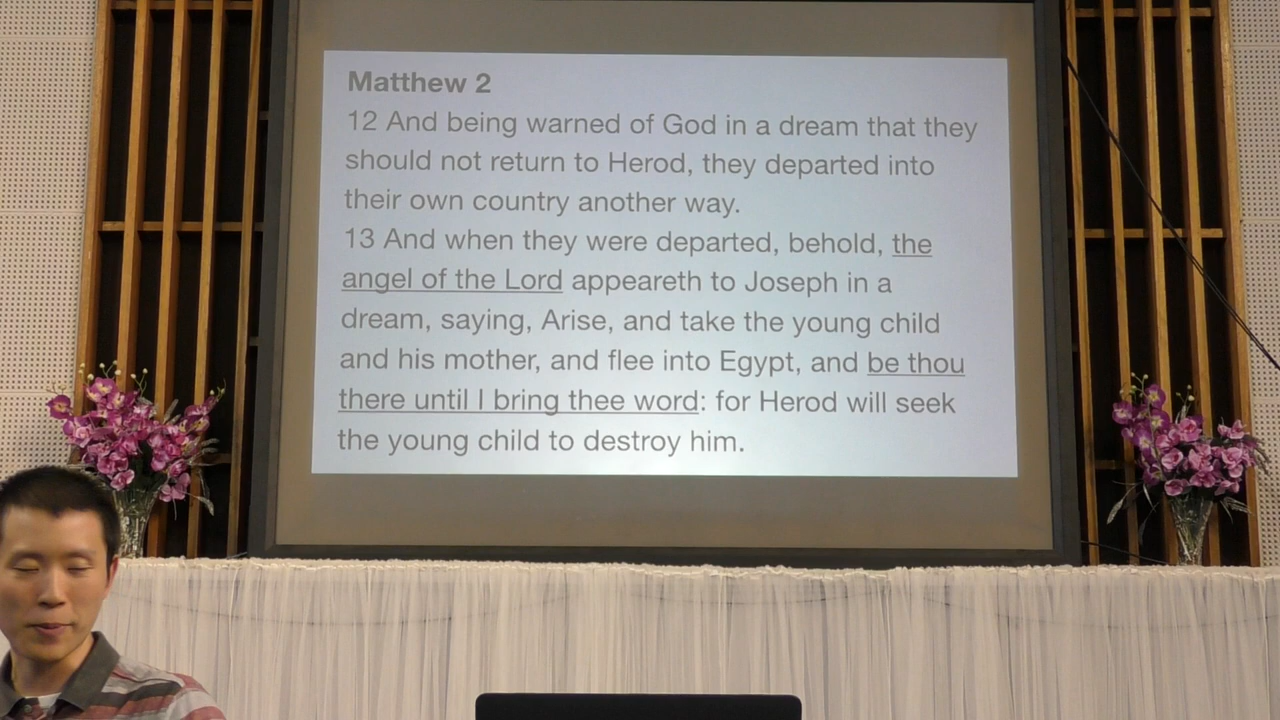 Matthew 2
12 And being warned of God in a dream that they
should not return to Herod, they departed into
their own country another way.
13 And when they were departed, behold, the
angel of the Lord appeareth to Joseph in a
dream, saying, Arise, and take the young child
and his mother, and flee into Egypt, and be thou
there until I bring thee word: for Herod will seek
the young child to destroy him.